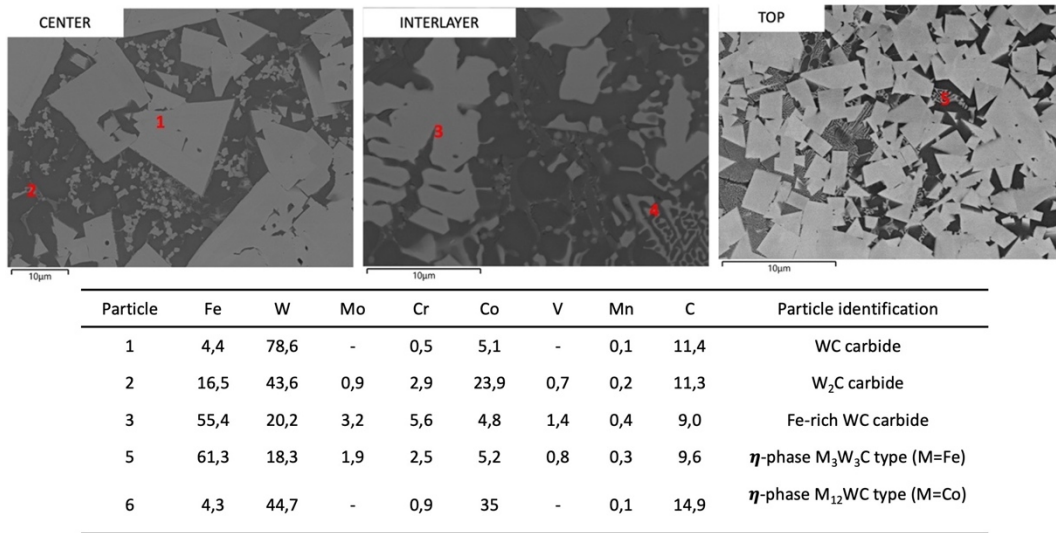 CENTER
INTERLAYER
TOP
1
2
3
4
5
10µm
10µm
10µm
Particle Fe W Mo Cr Co V Mn C Particle identification
1 4,4 78,6 - 0,5 5,1 - 0,1 11,4 WC carbide
2 16,5 43,6 0,9 2,9 23,9 0,7 0,2 11,3 W₂C carbide
3 55,4 20,2 3,2 5,6 4,8 1,4 0,4 9,0 Fe-rich WC carbide
5 61,3 18,3 1,9 2,5 5,2 0,8 0,3 9,6 η-phase M₃W₃C type (M=Fe)
6 4,3 44,7 - 0,9 35 - 0,1 14,9 η-phase M₁₂WC type (M=Co)